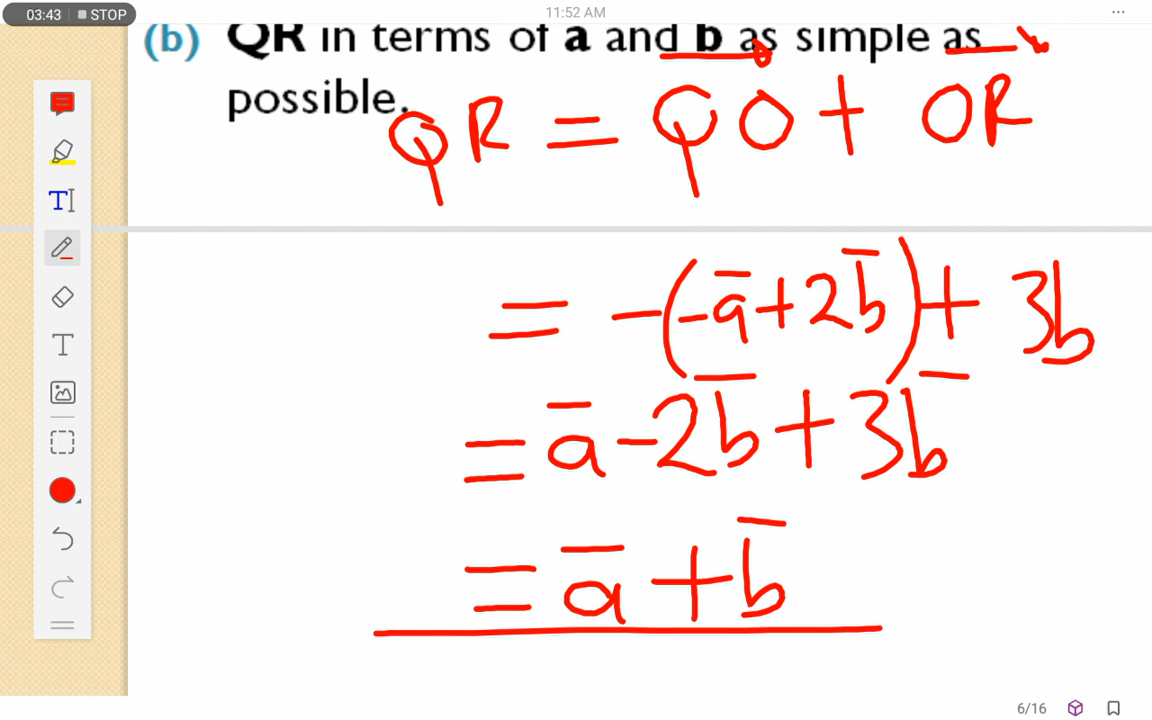 03:43 STOP
11:52 AM
(b) QR in terms of a and b as simple as
possible.
QR = QO + OR
= -(-a̅ + 2b̅) + 3b
= a̅ - 2b̅ + 3b̅
= a̅ + b̅
6/16